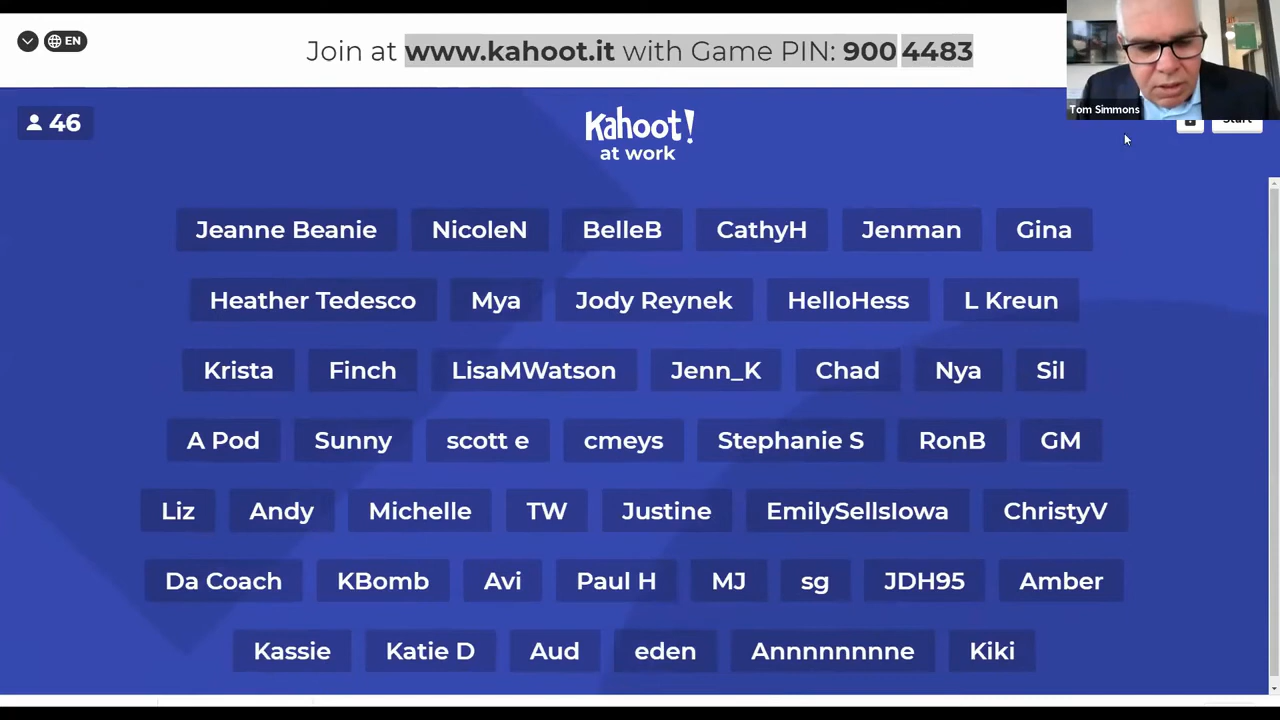 EN
Join at www.kahoot.it with Game PIN: 900 4483
Tom Simmons
46
Kahoot!
at work
Start
Jeanne Beanie NicoleN BelleB CathyH Jenman Gina
Heather Tedesco Mya Jody Reynek HelloHess L Kreun
Krista Finch LisaMWatson Jenn_K Chad Nya Sil
A Pod Sunny scott e cmeys Stephanie S RonB GM
Liz Andy Michelle TW Justine EmilySellsIowa ChristyV
Da Coach KBomb Avi Paul H MJ sg JDH95 Amber
Kassie Katie D Aud eden Annnnnnnne Kiki